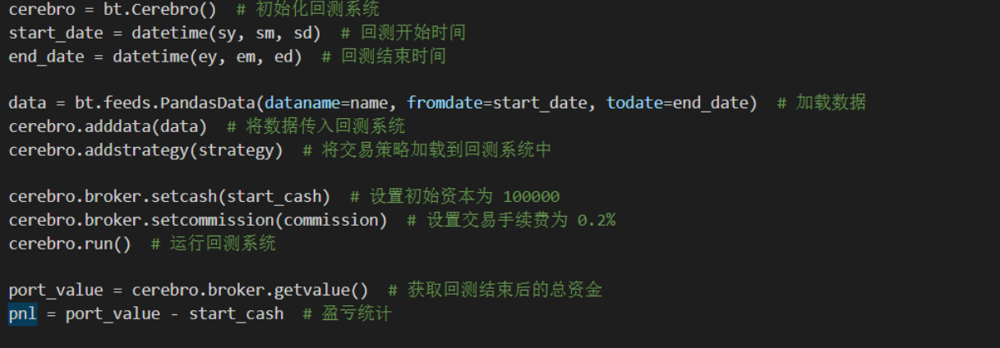 cerebro = bt.Cerebro()  # 初始化回测系统
start_date = datetime(sy, sm, sd)  # 回测开始时间
end_date = datetime(ey, em, ed)  # 回测结束时间
data = bt.feeds.PandasData(dataname=name, fromdate=start_date, todate=end_date)  # 加载数据
cerebro.adddata(data)  # 将数据传入回测系统
cerebro.addstrategy(strategy)  # 将交易策略加载到回测系统中
cerebro.broker.setcash(start_cash)  # 设置初始资本为 100000
cerebro.broker.setcommission(commission)  # 设置交易手续费为 0.2%
cerebro.run()  # 运行回测系统
port_value = cerebro.broker.getvalue()  # 获取回测结束后的总资金
pnl = port_value - start_cash  # 盈亏统计